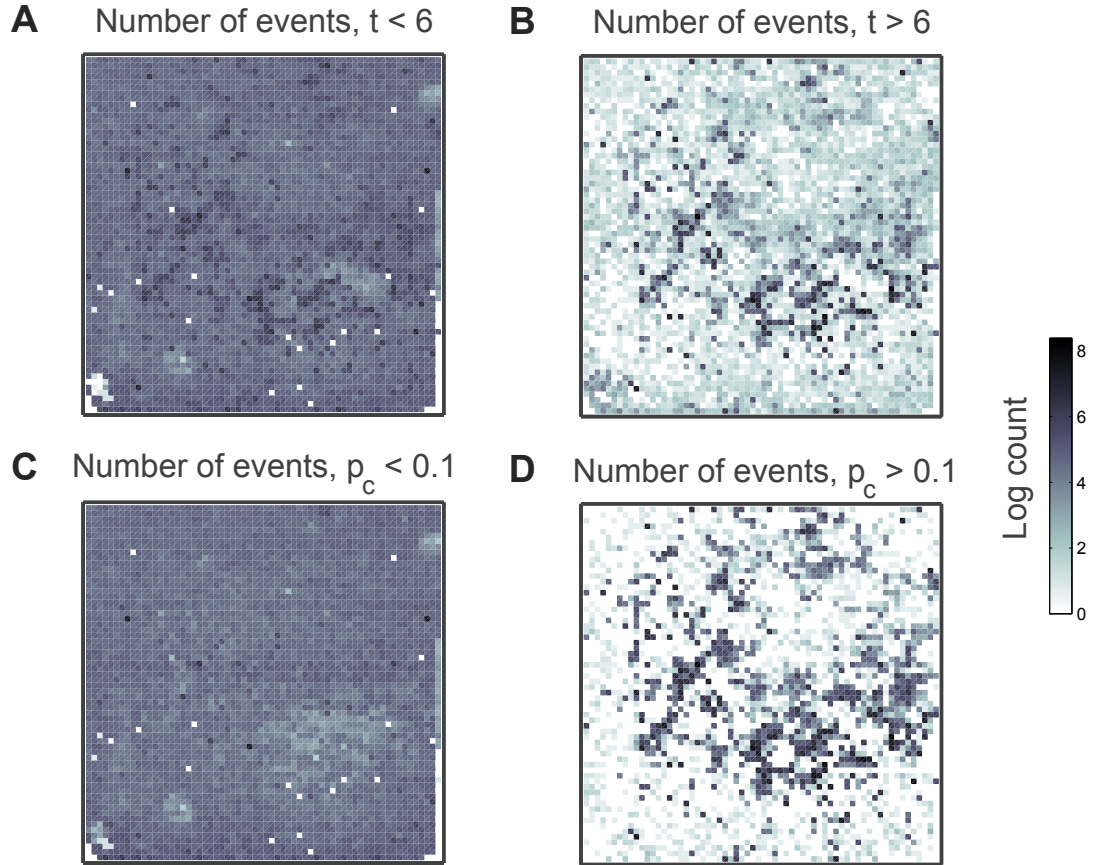 A Number of events, t < 6
B Number of events, t > 6
C Number of events, p_c < 0.1
D Number of events, p_c > 0.1
Log count
8
6
4
2
0